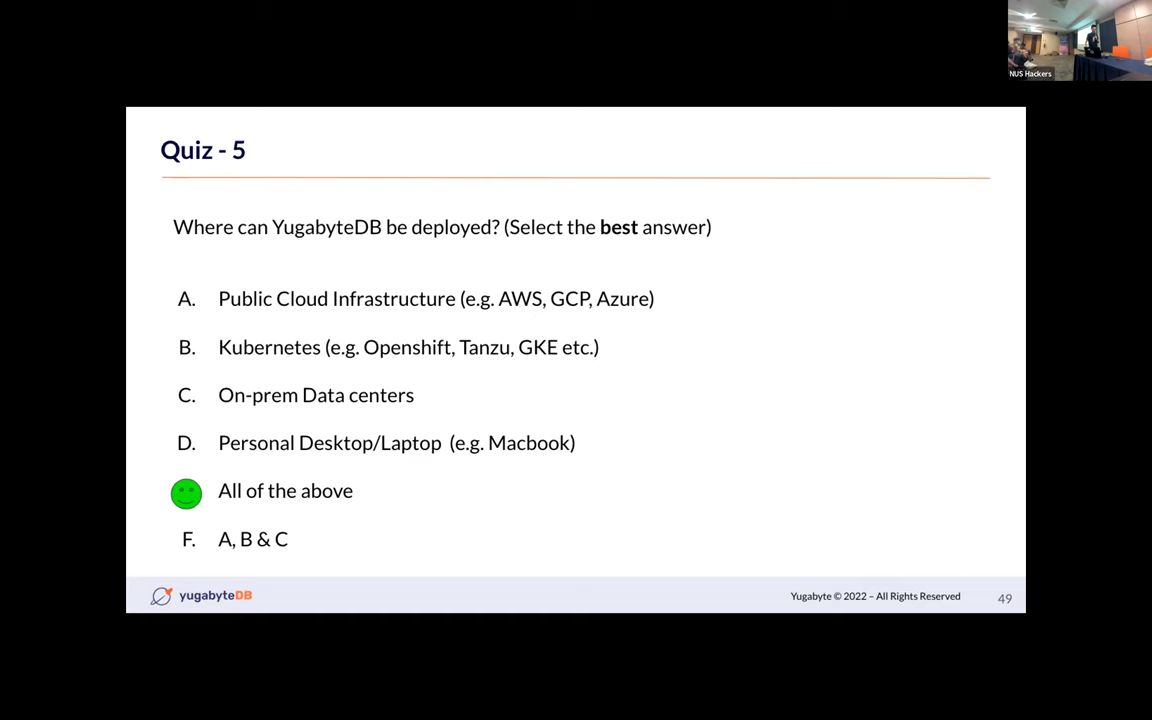 NUS Hackers
Quiz - 5
Where can YugabyteDB be deployed? (Select the best answer)
A. Public Cloud Infrastructure (e.g. AWS, GCP, Azure)
B. Kubernetes (e.g. Openshift, Tanzu, GKE etc.)
C. On-prem Data centers
D. Personal Desktop/Laptop (e.g. Macbook)
All of the above
F. A, B & C
yugabyteDB
Yugabyte © 2022 – All Rights Reserved
49